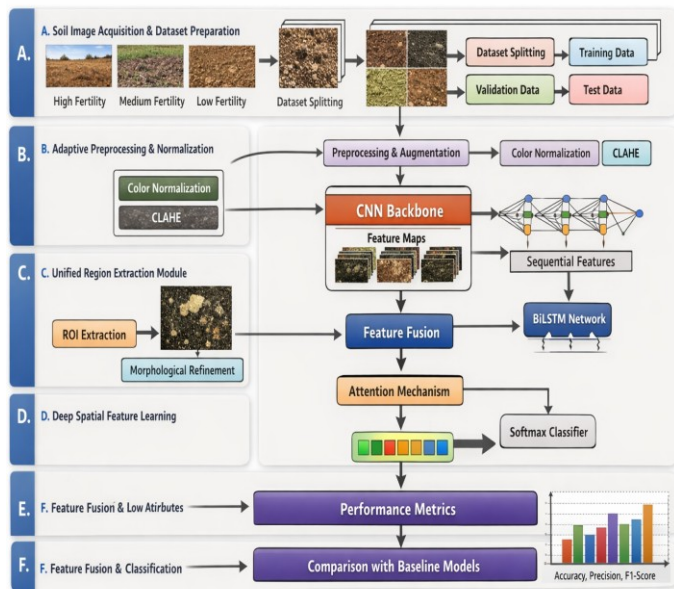 A.
A. Soil Image Acquisition & Dataset Preparation
High Fertility
Medium Fertility
Low Fertility
Dataset Splitting
Dataset Splitting
Training Data
Validation Data
Test Data
B.
B. Adaptive Preprocessing & Normalization
Color Normalization
CLAHE
Preprocessing & Augmentation
Color Normalization
CLAHE
CNN Backbone
Feature Maps
Sequential Features
C.
C. Unified Region Extraction Module
ROI Extraction
Morphological Refinement
Feature Fusion
BiLSTM Network
Attention Mechanism
D.
D. Deep Spatial Feature Learning
Softmax Classifier
E.
F. Feature Fusion & Low Atributes
Performance Metrics
F.
F. Feature Fusion & Classification
Comparison with Baseline Models
Accuracy, Precision, F1-Score